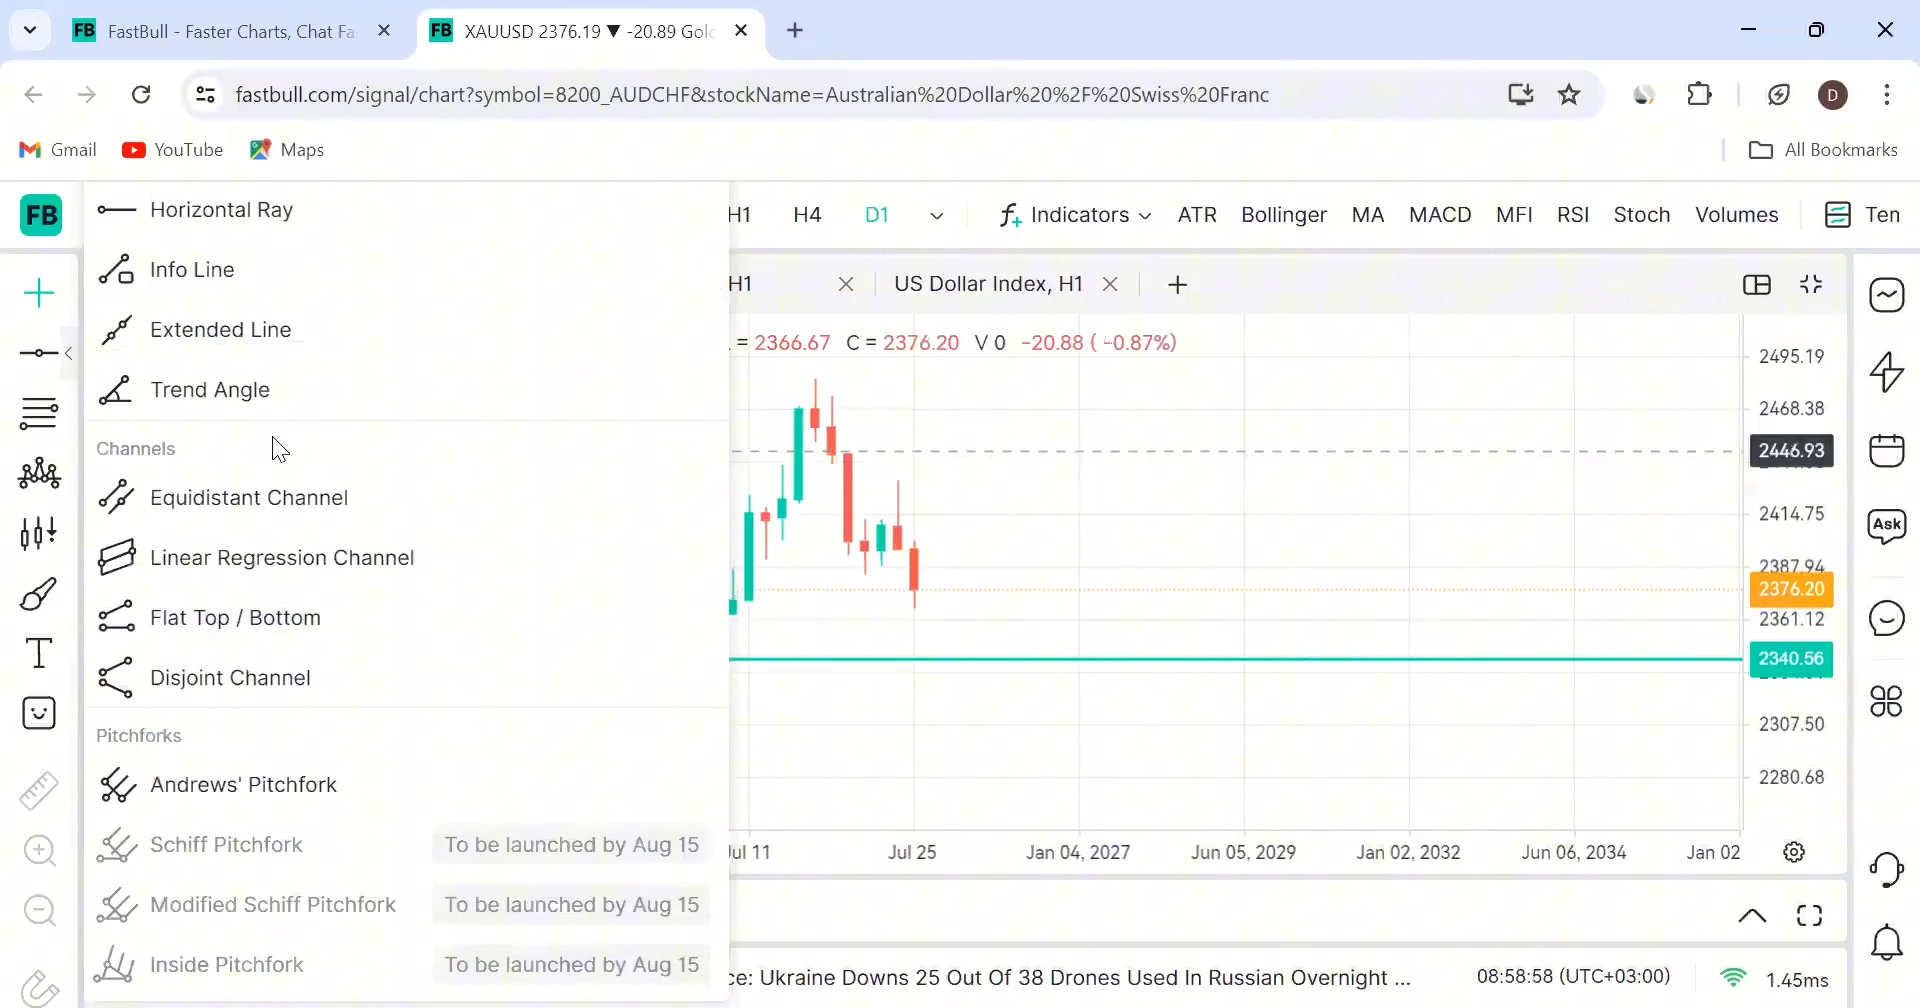 FB FastBull - Faster Charts, Chat Fa
FB XAUUSD 2376.19 ▼ -20.89 Gol
fastbull.com/signal/chart?symbol=8200_AUDCHF&stockName=Australian%20Dollar%20%2F%20Swiss%20Franc
D
Gmail YouTube Maps All Bookmarks
FB
H1 H4 D1 Indicators ATR Bollinger MA MACD MFI RSI Stoch Volumes Ten
H1 US Dollar Index, H1
= 2366.67 C = 2376.20 V 0 -20.88 ( -0.87%)
Horizontal Ray
Info Line
Extended Line
Trend Angle
Channels
Equidistant Channel
Linear Regression Channel
Flat Top / Bottom
Disjoint Channel
Pitchforks
Andrews' Pitchfork
Schiff Pitchfork To be launched by Aug 15
Modified Schiff Pitchfork To be launched by Aug 15
Inside Pitchfork To be launched by Aug 15
T
2495.19
2468.38
2446.93
2414.75
2387.94
2376.20
2361.12
2340.56
2307.50
2280.68
Jul 11 Jul 25 Jan 04, 2027 Jun 05, 2029 Jan 02, 2032 Jun 06, 2034 Jan 02
Ask
ce: Ukraine Downs 25 Out Of 38 Drones Used In Russian Overnight ... 08:58:58 (UTC+03:00) 1.45ms